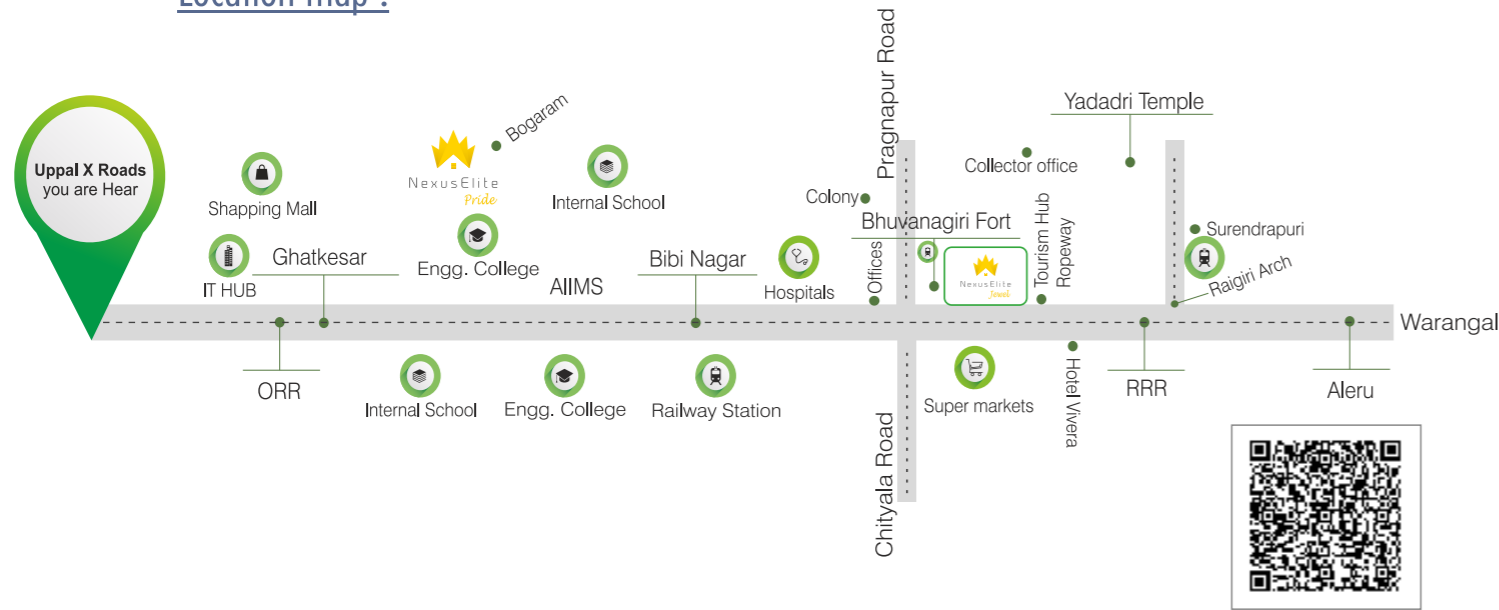 Location map :
Uppal X Roads
you are Hear
Shapping Mall
IT HUB
Ghatkesar
ORR
NexusElite
Pride
Bogaram
Engg. College
Internal School
AIIMS
Bibi Nagar
Internal School
Engg. College
Railway Station
Hospitals
Colony
Offices
Pragnapur Road
Bhuvanagiri Fort
NexusElite
Jewel
Chityala Road
Super markets
Collector office
Tourism Hub
Ropeway
Hotel Vivera
Yadadri Temple
Surendrapuri
Raigiri Arch
RRR
Aleru
Warangal